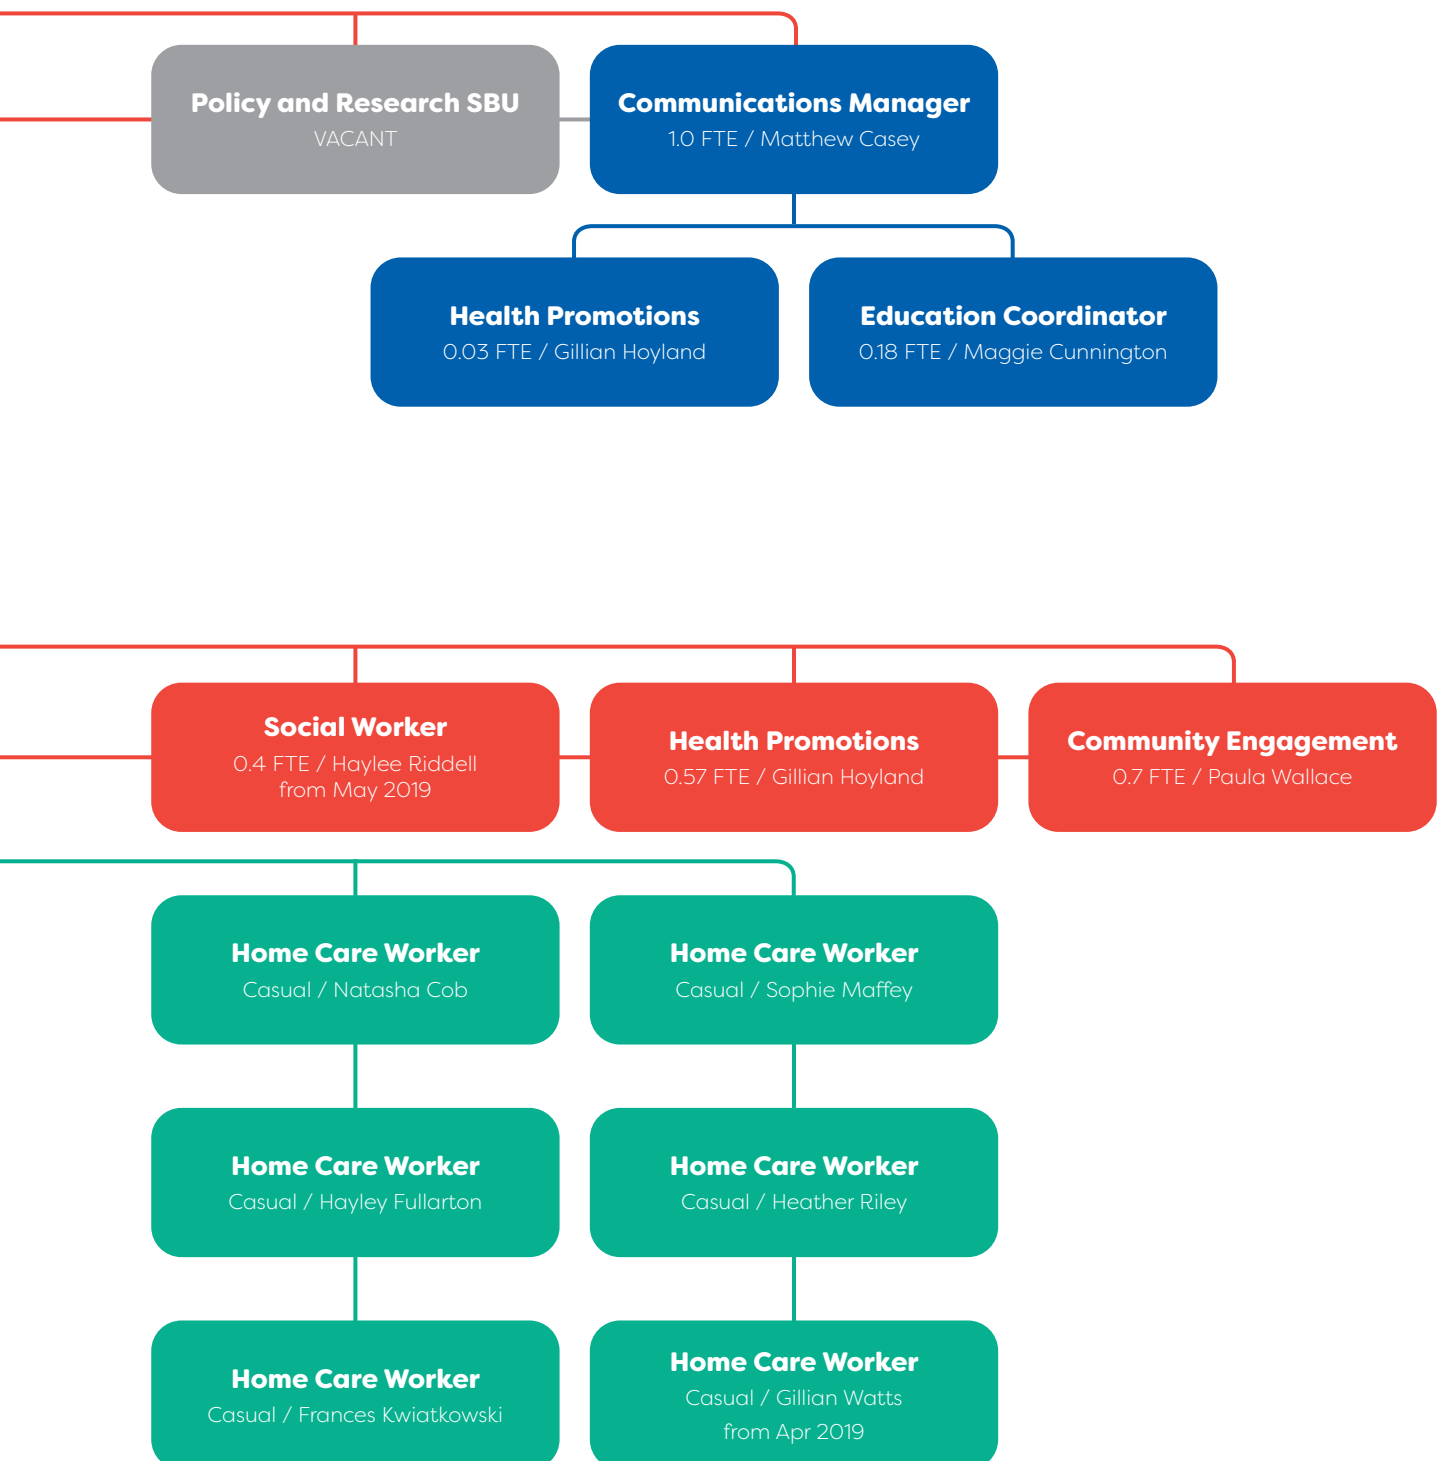 Policy and Research SBU
VACANT
Communications Manager
1.0 FTE / Matthew Casey
Health Promotions
0.03 FTE / Gillian Hoyland
Education Coordinator
0.18 FTE / Maggie Cunnington
Social Worker
0.4 FTE / Haylee Riddell
from May 2019
Health Promotions
0.57 FTE / Gillian Hoyland
Community Engagement
0.7 FTE / Paula Wallace
Home Care Worker
Casual / Natasha Cob
Home Care Worker
Casual / Sophie Maffey
Home Care Worker
Casual / Hayley Fullarton
Home Care Worker
Casual / Heather Riley
Home Care Worker
Casual / Frances Kwiatkowski
Home Care Worker
Casual / Gillian Watts
from Apr 2019